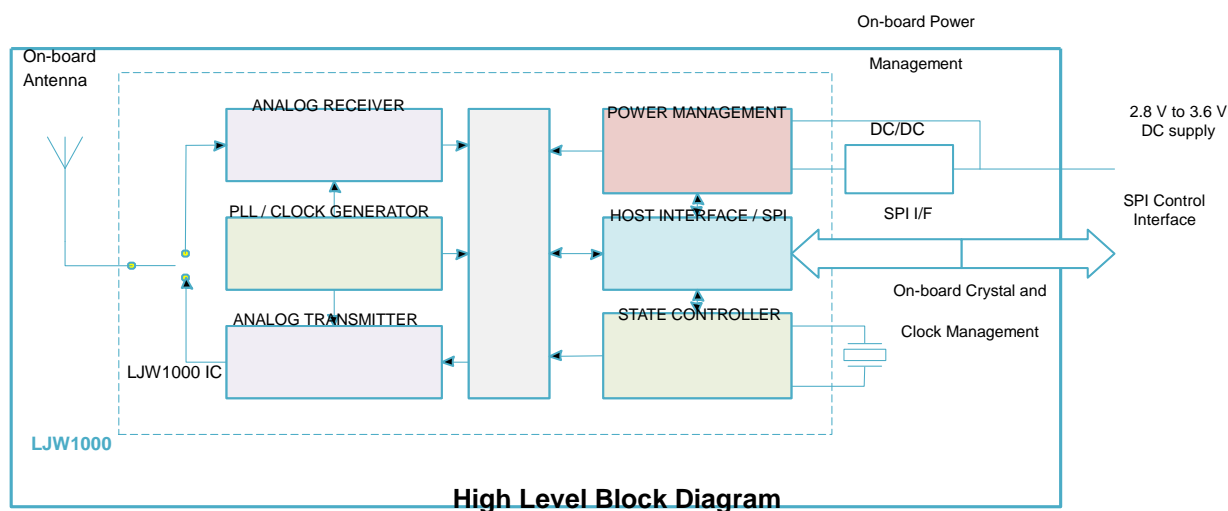 On-board Power
Management
On-board
Antenna
ANALOG RECEIVER
POWER MANAGEMENT
DC/DC
2.8 V to 3.6 V
DC supply
PLL / CLOCK GENERATOR
HOST INTERFACE / SPI
SPI I/F
SPI Control
Interface
ANALOG TRANSMITTER
STATE CONTROLLER
On-board Crystal and
Clock Management
LJW1000 IC
LJW1000
High Level Block Diagram